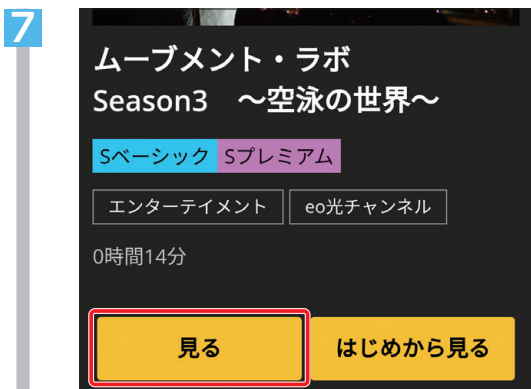 7
ムーブメント・ラボ
Season3　～空泳の世界～
Sベーシック Sプレミアム
エンターテイメント eo光チャンネル
0時間14分
見る はじめから見る